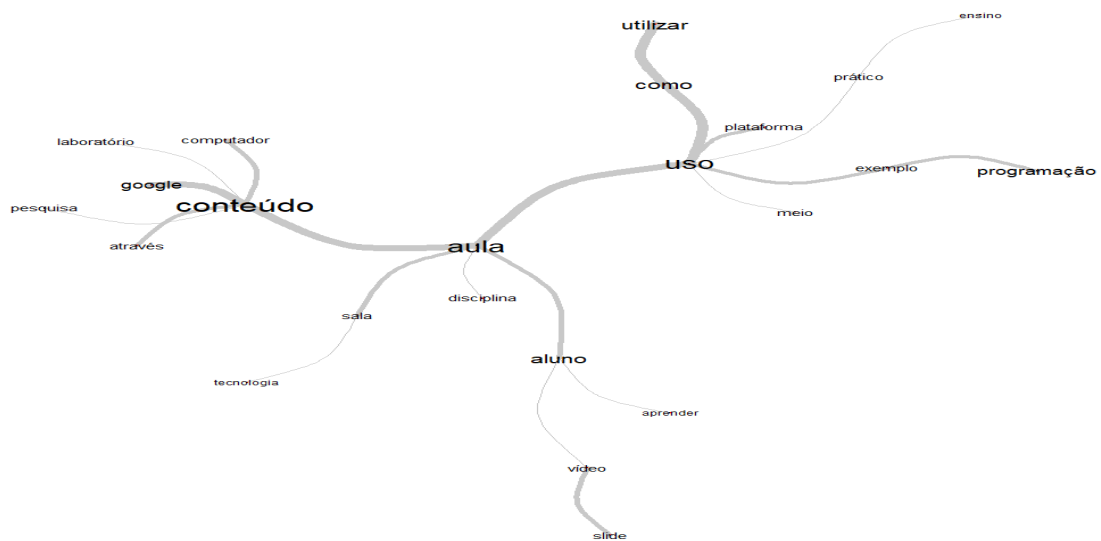 ensino
utilizar
prático
como
plataforma
computador
laboratório
uso
exemplo
programação
google
conteúdo
pesquisa
meio
através
aula
disciplina
sala
aluno
tecnologia
aprender
vídeo
slide